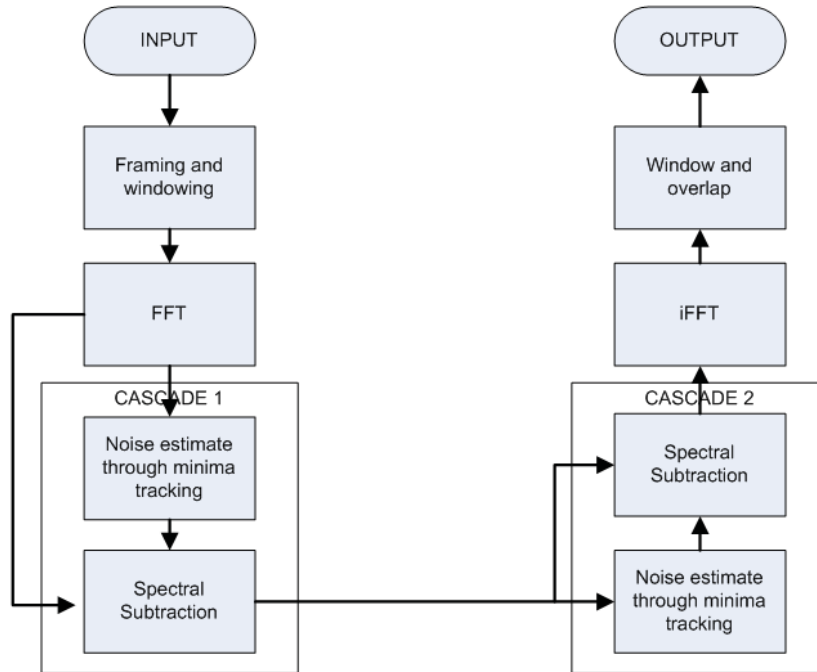 INPUT
Framing and
windowing
FFT
CASCADE 1
Noise estimate
through minima
tracking
Spectral
Subtraction
OUTPUT
Window and
overlap
iFFT
CASCADE 2
Spectral
Subtraction
Noise estimate
through minima
tracking